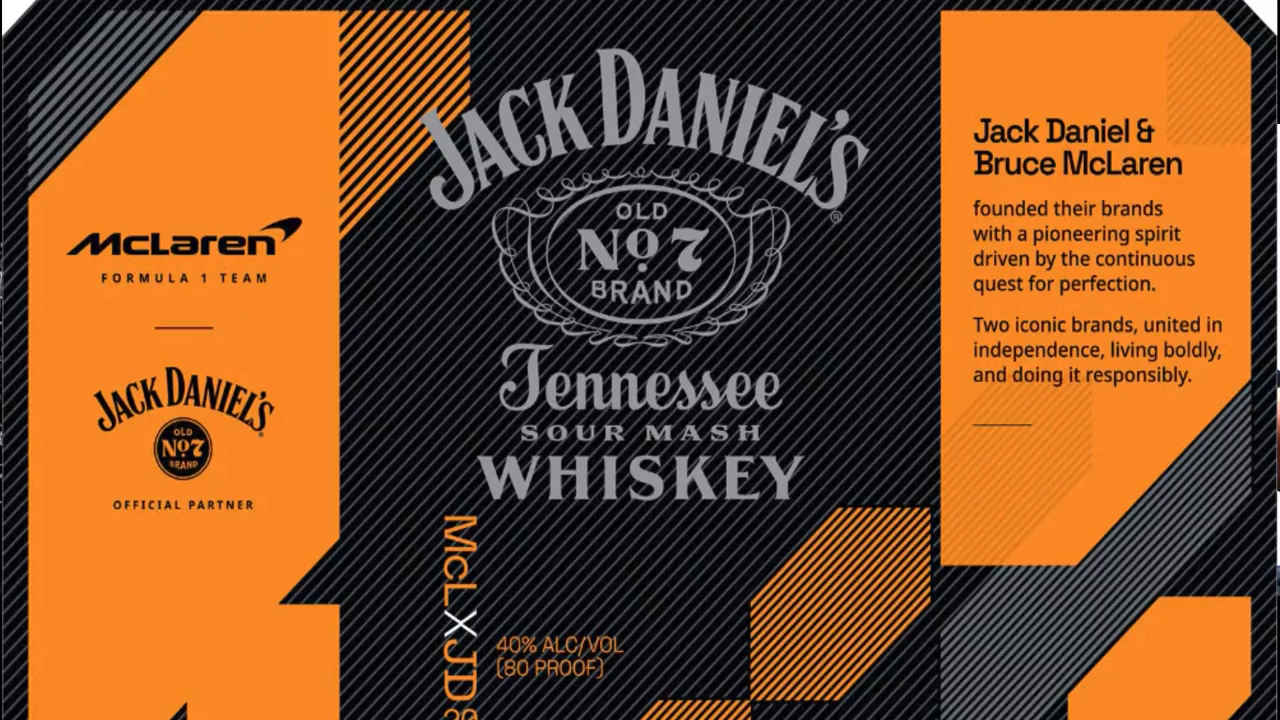 McLaren
FORMULA 1 TEAM
JACK DANIEL'S
OLD
No. 7
BRAND
OFFICIAL PARTNER
JACK DANIEL'S®
OLD
No. 7
BRAND
Tennessee
SOUR MASH
WHISKEY
McL X JD
40% ALC/VOL
(80 PROOF)
Jack Daniel &
Bruce McLaren
founded their brands
with a pioneering spirit
driven by the continuous
quest for perfection.
Two iconic brands, united in
independence, living boldly,
and doing it responsibly.